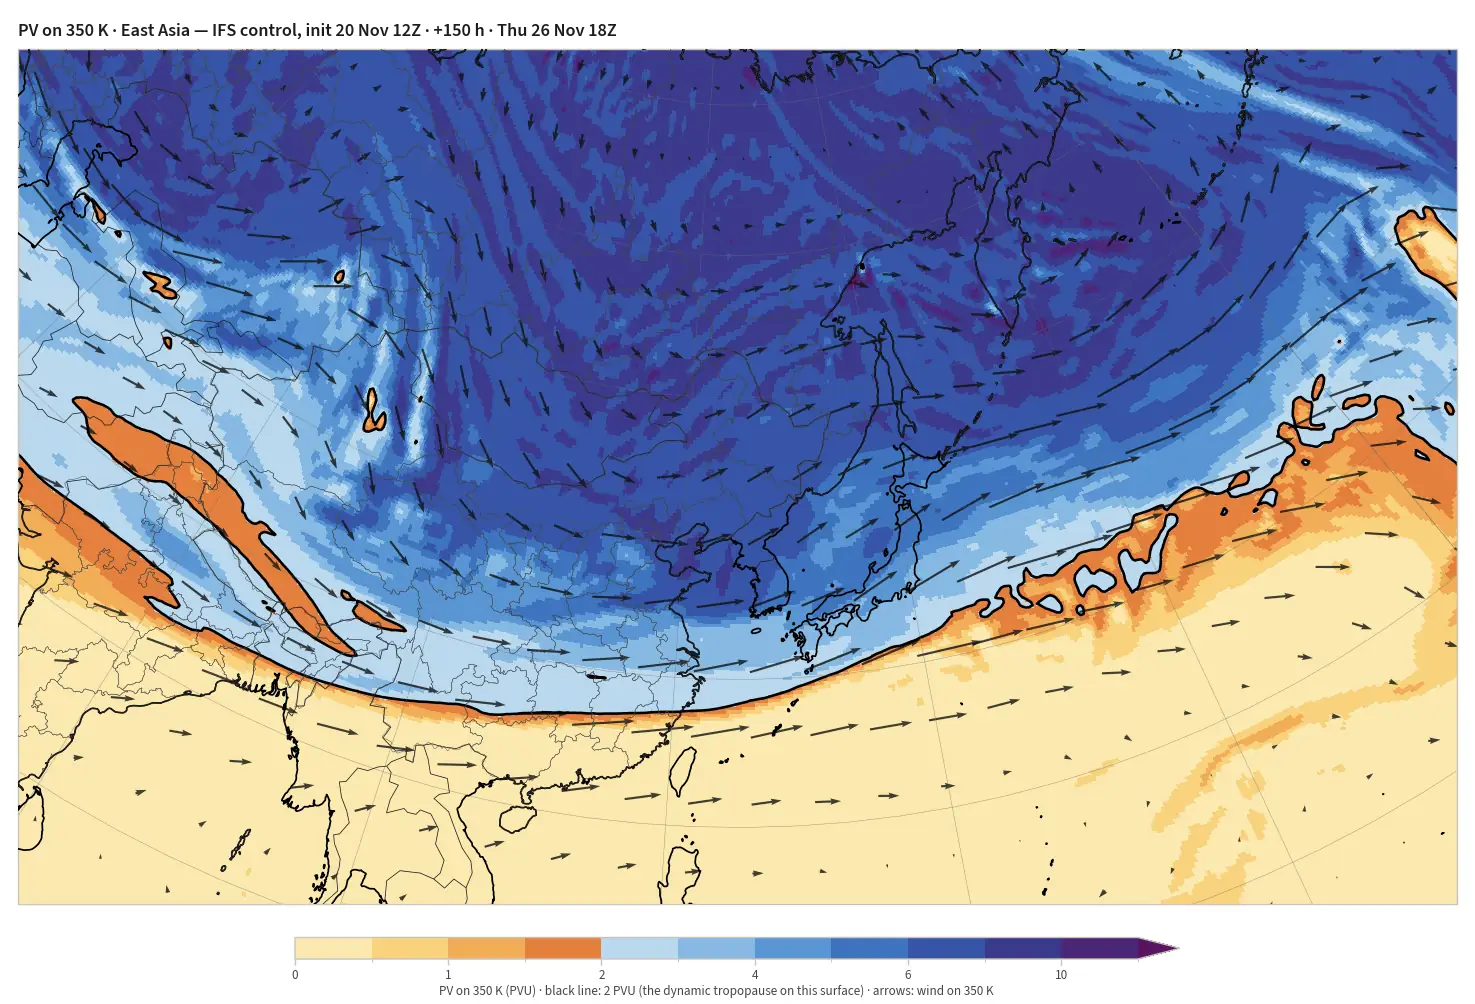 PV on 350 K · East Asia — IFS control, init 20 Nov 12Z · +150 h · Thu 26 Nov 18Z
0 1 2 4 6 10
PV on 350 K (PVU) · black line: 2 PVU (the dynamic tropopause on this surface) · arrows: wind on 350 K